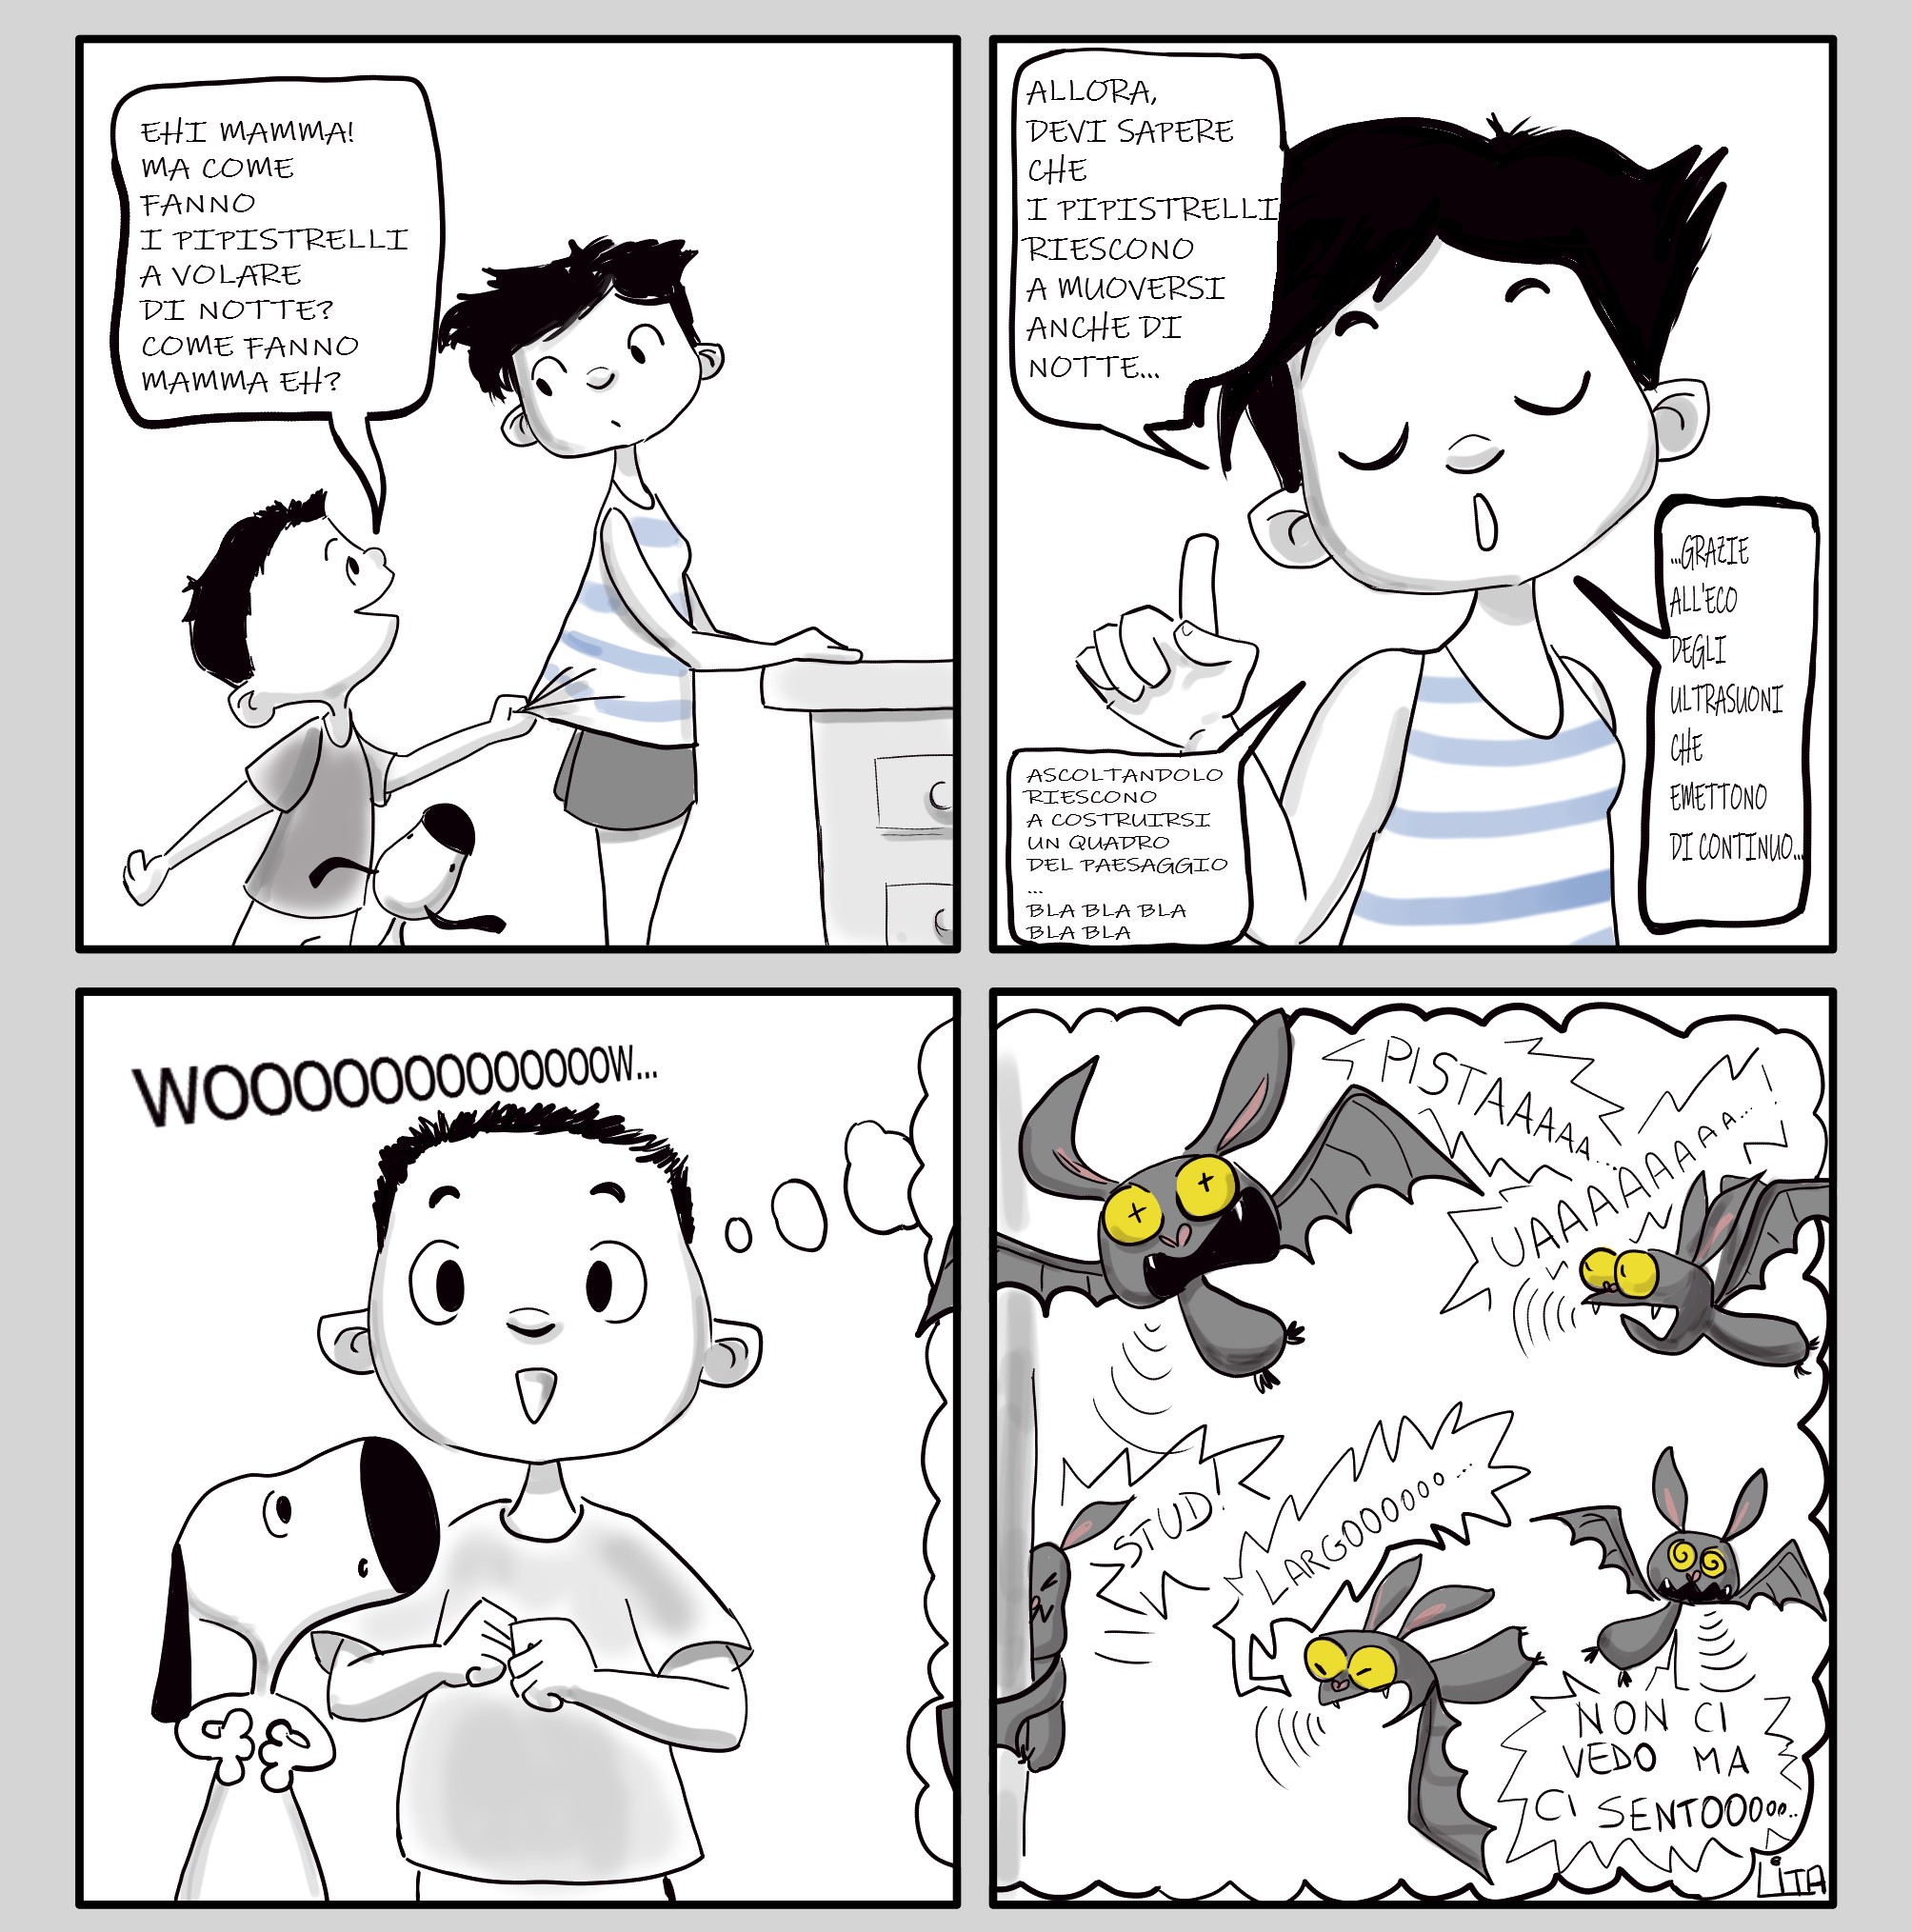 EHI MAMMA!
MA COME
FANNO
I PIPISTRELLI
A VOLARE
DI NOTTE?
COME FANNO
MAMMA EH?
ALLORA,
DEVI SAPERE
CHE
I PIPISTRELLI
RIESCONO
A MUOVERSI
ANCHE DI
NOTTE...
...GRAZIE
ALL'ECO
DEGLI
ULTRASUONI
CHE
EMETTONO
DI CONTINUO...
ASCOLTANDOLO
RIESCONO
A COSTRUIRSI
UN QUADRO
DEL PAESAGGIO
...
BLA BLA BLA
BLA BLA
WOOOOOOOOOOOOOOW...
PISTAAAAA...
UAAAAAAAAA...!
STUD!
LARGOOOOOO...
NON CI
VEDO MA
CI SENTOOOOO...
LITA